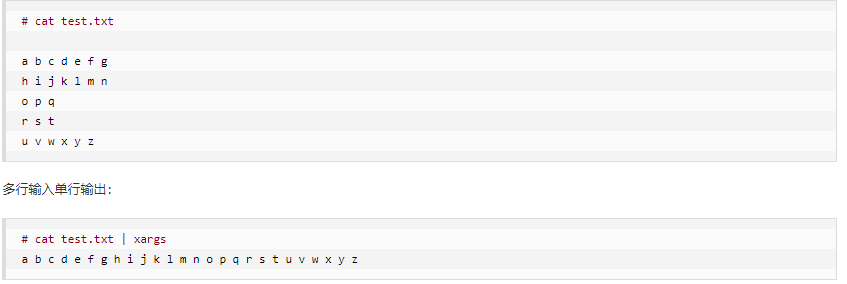 # cat test.txt
a b c d e f g
h i j k l m n
o p q
r s t
u v w x y z
多行输入单行输出:
# cat test.txt | xargs
a b c d e f g h i j k l m n o p q r s t u v w x y z